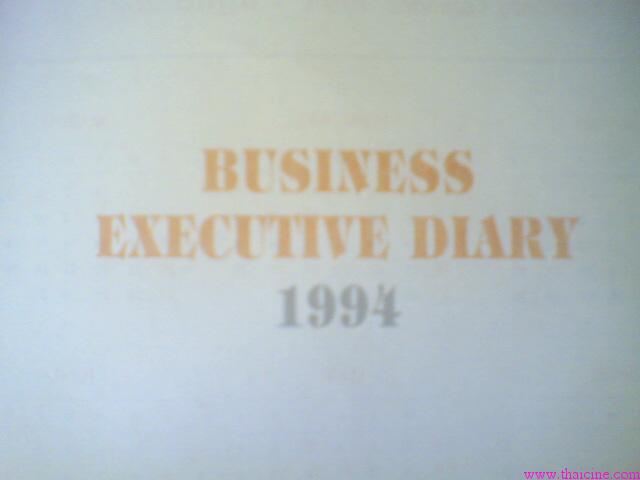 BUSINESS
EXECUTIVE DIARY
1994
www.thaicine.com